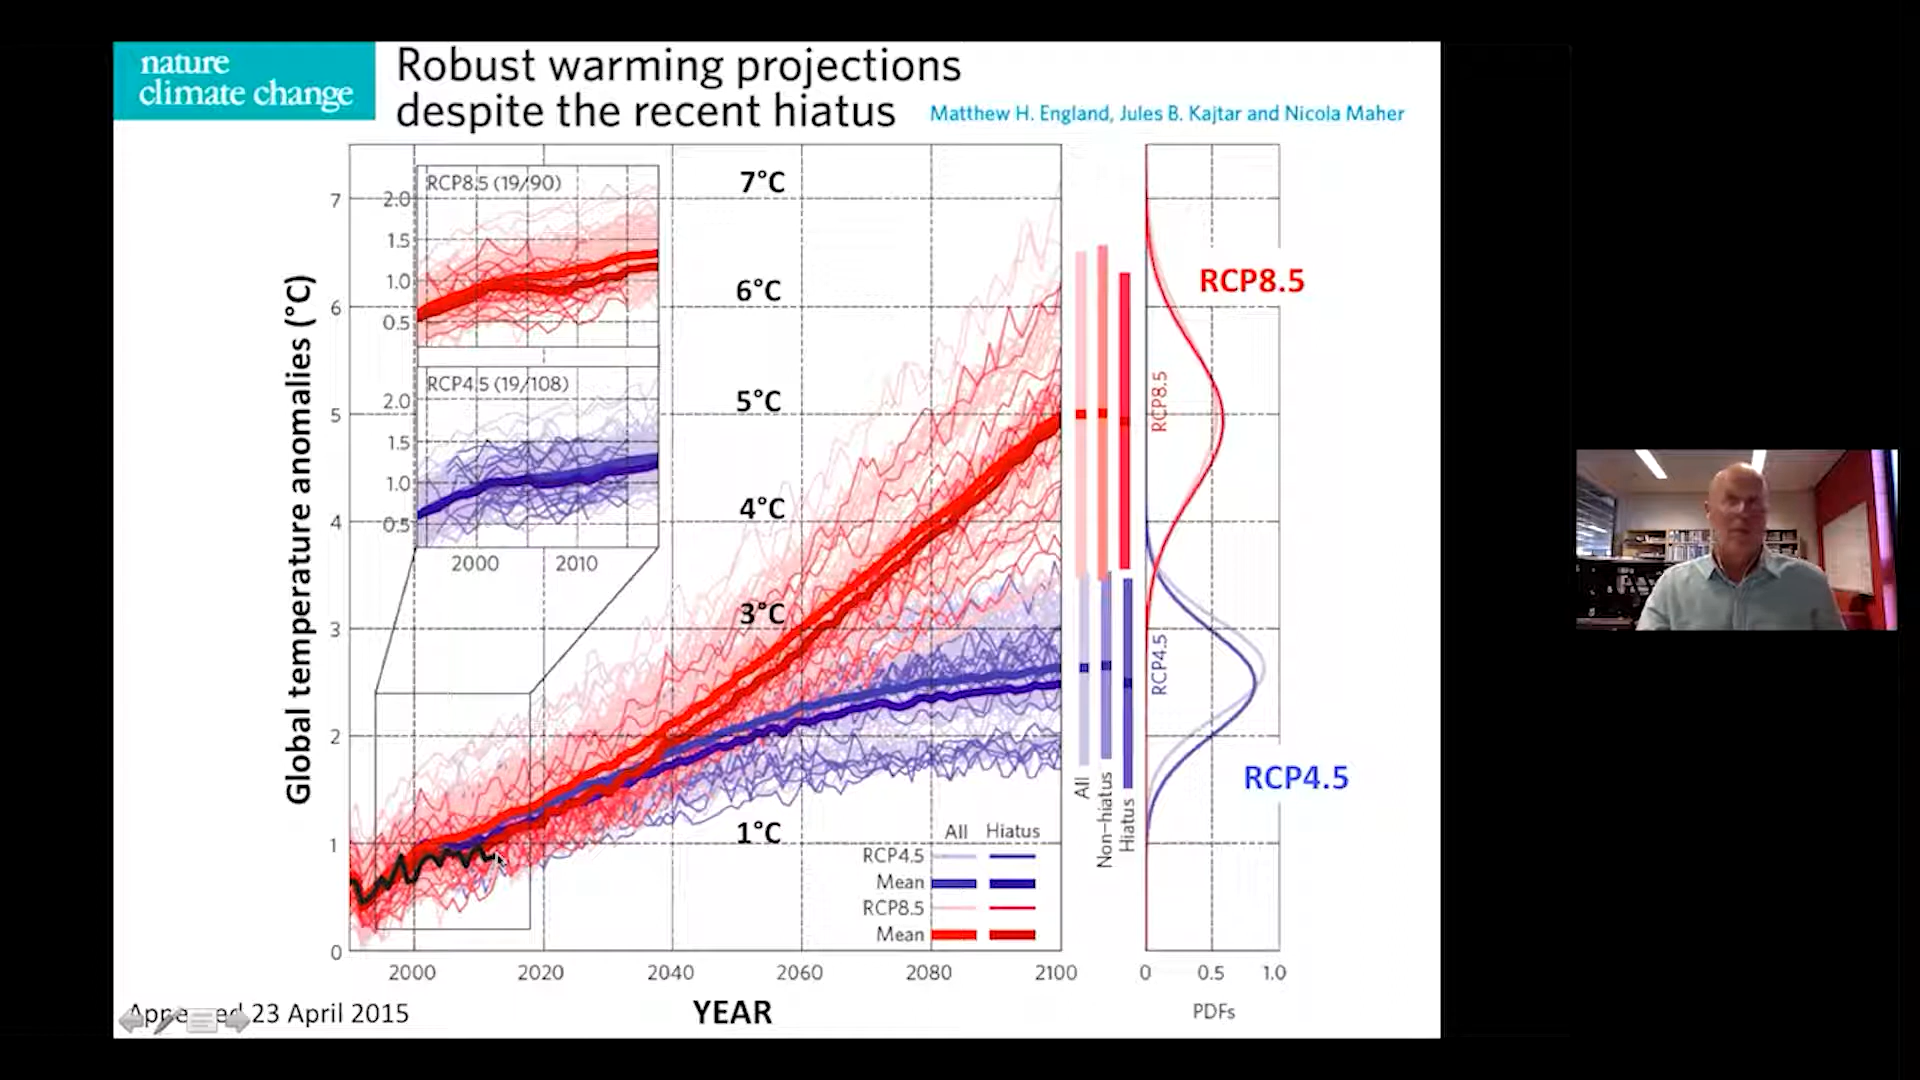 nature
climate change
Robust warming projections
despite the recent hiatus
Matthew H. England, Jules B. Kajtar and Nicola Maher
Global temperature anomalies (°C)
7
6
5
4
3
2
1
0
RCP8.5 (19/90)
2.0
1.5
1.0
0.5
RCP4.5 (19/108)
2.0
1.5
1.0
0.5
2000 2010
7°C
6°C
5°C
4°C
3°C
1°C
All Hiatus
RCP4.5
Mean
RCP8.5
Mean
2000 2020 2040 2060 2080 2100
YEAR
All
Non-hiatus
Hiatus
RCP8.5
RCP4.5
RCP8.5
RCP4.5
0 0.5 1.0
PDFs
23 April 2015